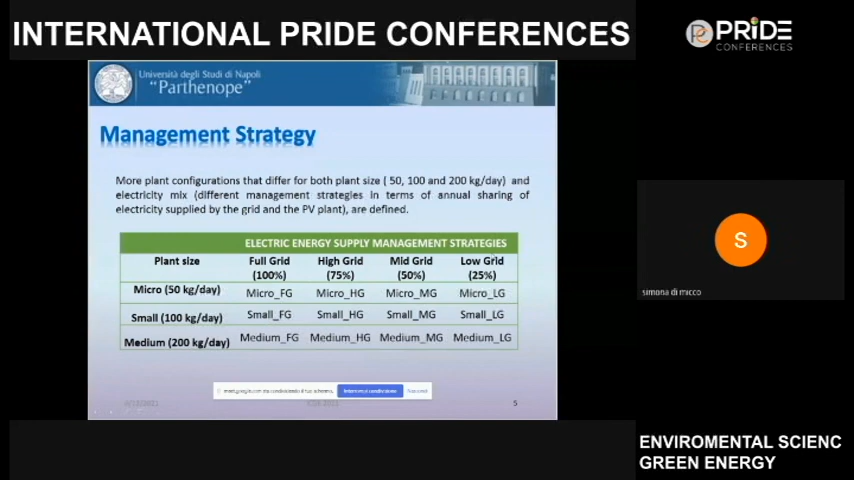 INTERNATIONAL PRIDE CONFERENCES
PRIDE
CONFERENCES
Università degli Studi di Napoli
"Parthenope"
Management Strategy
More plant configurations that differ for both plant size ( 50, 100 and 200 kg/day) and
electricity mix (different management strategies in terms of annual sharing of
electricity supplied by the grid and the PV plant), are defined.
ELECTRIC ENERGY SUPPLY MANAGEMENT STRATEGIES
Plant size Full Grid (100%) High Grid (75%) Mid Grid (50%) Low Grid (25%)
Micro (50 kg/day) Micro_FG Micro_HG Micro_MG Micro_LG
Small (100 kg/day) Small_FG Small_HG Small_MG Small_LG
Medium (200 kg/day) Medium_FG Medium_HG Medium_MG Medium_LG
5
S
simona di micco
ENVIROMENTAL SCIENC
GREEN ENERGY